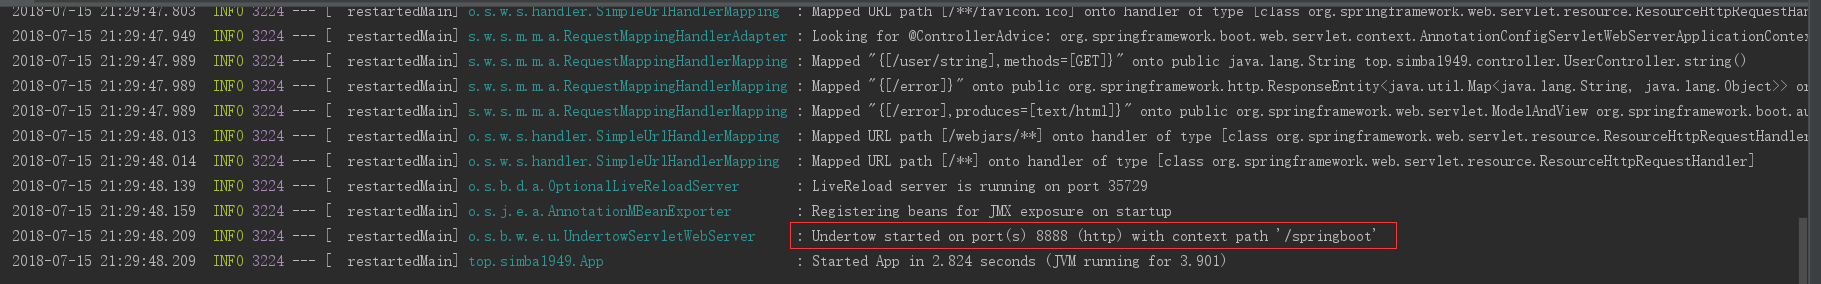 2018-07-15 21:29:47.803  INFO 3224 --- [  restartedMain] o.s.w.s.handler.SimpleUrlHandlerMapping  : Mapped URL path [/**/favicon.ico] onto handler of type [class org.springframework.web.servlet.resource.ResourceHttpRequestHan
2018-07-15 21:29:47.949  INFO 3224 --- [  restartedMain] s.w.s.m.m.a.RequestMappingHandlerAdapter : Looking for @ControllerAdvice: org.springframework.boot.web.servlet.context.AnnotationConfigServletWebServerApplicationConte
2018-07-15 21:29:47.989  INFO 3224 --- [  restartedMain] s.w.s.m.m.a.RequestMappingHandlerMapping : Mapped "{[/user/string],methods=[GET]}" onto public java.lang.String top.simba1949.controller.UserController.string()
2018-07-15 21:29:47.989  INFO 3224 --- [  restartedMain] s.w.s.m.m.a.RequestMappingHandlerMapping : Mapped "{[/error]}" onto public org.springframework.http.ResponseEntity<java.util.Map<java.lang.String, java.lang.Object>> or
2018-07-15 21:29:47.989  INFO 3224 --- [  restartedMain] s.w.s.m.m.a.RequestMappingHandlerMapping : Mapped "{[/error],produces=[text/html]}" onto public org.springframework.web.servlet.ModelAndView org.springframework.boot.au
2018-07-15 21:29:48.013  INFO 3224 --- [  restartedMain] o.s.w.s.handler.SimpleUrlHandlerMapping  : Mapped URL path [/webjars/**] onto handler of type [class org.springframework.web.servlet.resource.ResourceHttpRequestHandler
2018-07-15 21:29:48.014  INFO 3224 --- [  restartedMain] o.s.w.s.handler.SimpleUrlHandlerMapping  : Mapped URL path [/**] onto handler of type [class org.springframework.web.servlet.resource.ResourceHttpRequestHandler]
2018-07-15 21:29:48.139  INFO 3224 --- [  restartedMain] o.s.b.d.a.OptionalLiveReloadServer       : LiveReload server is running on port 35729
2018-07-15 21:29:48.159  INFO 3224 --- [  restartedMain] o.s.j.e.a.AnnotationMBeanExporter        : Registering beans for JMX exposure on startup
2018-07-15 21:29:48.209  INFO 3224 --- [  restartedMain] o.s.b.w.e.u.UndertowServletWebServer     : Undertow started on port(s) 8888 (http) with context path '/springboot'
2018-07-15 21:29:48.209  INFO 3224 --- [  restartedMain] top.simba1949.App                        : Started App in 2.824 seconds (JVM running for 3.901)